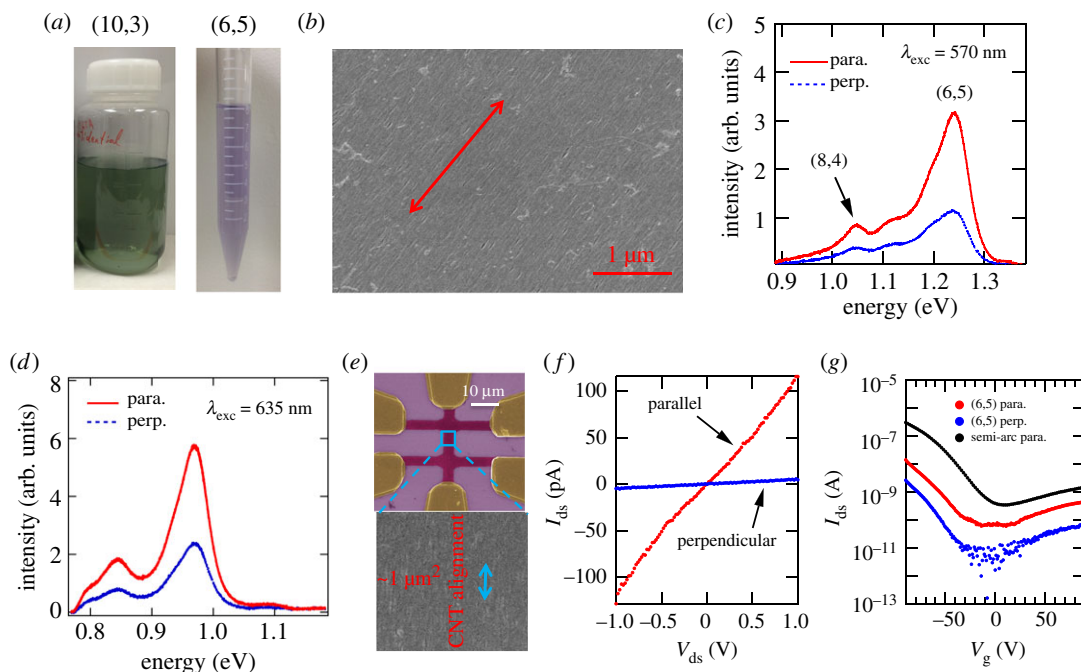 (a)
(10,3)
(6,5)
(b)
1 μm
(c)
5
4
3
2
1
intensity (arb. units)
para.
perp.
λexc = 570 nm
(6,5)
(8,4)
0.9 1.0 1.1 1.2 1.3
energy (eV)
(d)
8
6
4
2
0
intensity (arb. units)
para.
perp.
λexc = 635 nm
0.8 0.9 1.0 1.1
energy (eV)
(e)
10 μm
~1 μm²
CNT alignment
(f)
100
50
0
−50
−100
Ids (pA)
parallel
perpendicular
−1.0 −0.5 0 0.5 1.0
Vds (V)
(g)
10−5
10−7
10−9
10−11
10−13
Ids (A)
(6,5) para.
(6,5) perp.
semi-arc para.
−50 0 50
Vg (V)